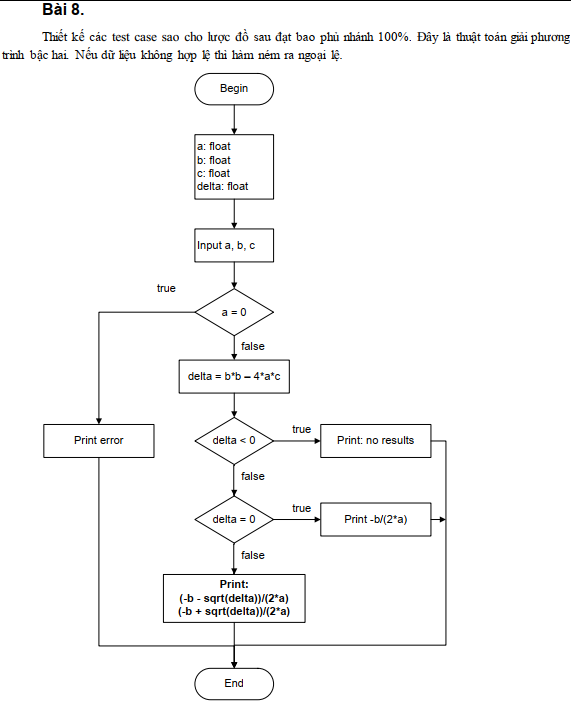 Bài 8.
Thiết kế các test case sao cho lược đồ sau đạt bao phủ nhánh 100%. Đây là thuật toán giải phương
trình bậc hai. Nếu dữ liệu không hợp lệ thì hàm ném ra ngoại lệ.
Begin
a: float
b: float
c: float
delta: float
Input a, b, c
true
a = 0
false
delta = b*b – 4*a*c
Print error
delta < 0
true
Print: no results
false
delta = 0
true
Print -b/(2*a)
false
Print:
(-b - sqrt(delta))/(2*a)
(-b + sqrt(delta))/(2*a)
End